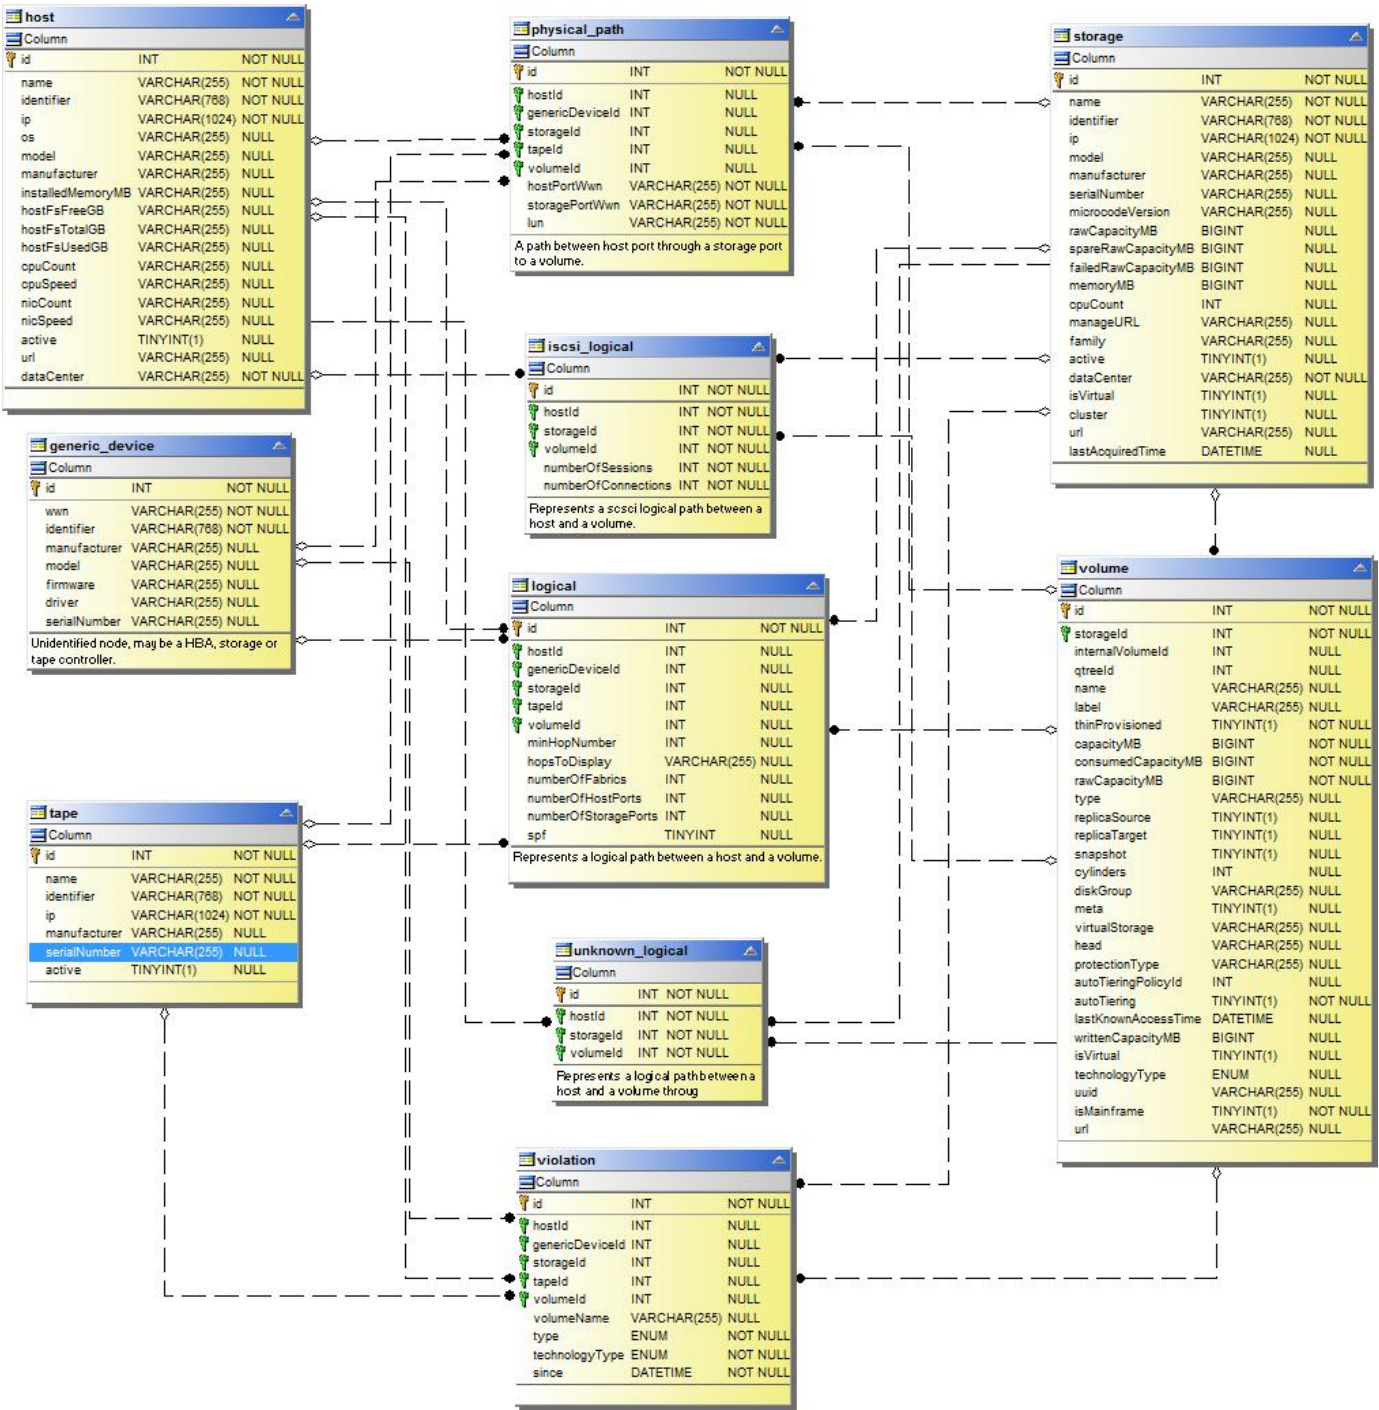 host
Column
id INT NOT NULL
name VARCHAR(255) NOT NULL
identifier VARCHAR(768) NOT NULL
ip VARCHAR(1024) NOT NULL
os VARCHAR(255) NULL
model VARCHAR(255) NULL
manufacturer VARCHAR(255) NULL
installedMemoryMB VARCHAR(255) NULL
hostFsFreeGB VARCHAR(255) NULL
hostFsTotalGB VARCHAR(255) NULL
hostFsUsedGB VARCHAR(255) NULL
cpuCount VARCHAR(255) NULL
cpuSpeed VARCHAR(255) NULL
nicCount VARCHAR(255) NULL
nicSpeed VARCHAR(255) NULL
active TINYINT(1) NULL
url VARCHAR(255) NULL
dataCenter VARCHAR(255) NOT NULL
physical_path
Column
id INT NOT NULL
hostId INT NULL
genericDeviceId INT NULL
storageId INT NULL
tapeId INT NULL
volumeId INT NULL
hostPortWwn VARCHAR(255) NOT NULL
storagePortWwn VARCHAR(255) NOT NULL
lun VARCHAR(255) NOT NULL
A path between host port through a storage port
to a volume.
storage
Column
id INT NOT NULL
name VARCHAR(255) NOT NULL
identifier VARCHAR(768) NOT NULL
ip VARCHAR(1024) NOT NULL
model VARCHAR(255) NULL
manufacturer VARCHAR(255) NULL
serialNumber VARCHAR(255) NULL
microcodeVersion VARCHAR(255) NULL
rawCapacityMB BIGINT NULL
spareRawCapacityMB BIGINT NULL
failedRawCapacityMB BIGINT NULL
memoryMB BIGINT NULL
cpuCount INT NULL
manageURL VARCHAR(255) NULL
family VARCHAR(255) NULL
active TINYINT(1) NULL
dataCenter VARCHAR(255) NOT NULL
isVirtual TINYINT(1) NULL
cluster TINYINT(1) NULL
url VARCHAR(255) NULL
lastAcquiredTime DATETIME NULL
iscsi_logical
Column
id INT NOT NULL
hostId INT NOT NULL
storageId INT NOT NULL
volumeId INT NOT NULL
numberOfSessions INT NOT NULL
numberOfConnections INT NOT NULL
Represents a scsci logical path between a
host and a volume.
generic_device
Column
id INT NOT NULL
wwn VARCHAR(255) NOT NULL
identifier VARCHAR(768) NOT NULL
manufacturer VARCHAR(255) NULL
model VARCHAR(255) NULL
firmware VARCHAR(255) NULL
driver VARCHAR(255) NULL
serialNumber VARCHAR(255) NULL
Unidentified node, may be a HBA, storage or
tape controller.
logical
Column
id INT NOT NULL
hostId INT NULL
genericDeviceId INT NULL
storageId INT NULL
tapeId INT NULL
volumeId INT NULL
minHopNumber INT NULL
hopsToDisplay VARCHAR(255) NULL
numberOfFabrics INT NULL
numberOfHostPorts INT NULL
numberOfStoragePorts INT NULL
spf TINYINT NULL
Represents a logical path between a host and a volume.
volume
Column
id INT NOT NULL
storageId INT NOT NULL
internalVolumeId INT NULL
qtreeId INT NULL
name VARCHAR(255) NULL
label VARCHAR(255) NULL
thinProvisioned TINYINT(1) NOT NULL
capacityMB BIGINT NOT NULL
consumedCapacityMB BIGINT NOT NULL
rawCapacityMB BIGINT NOT NULL
type VARCHAR(255) NULL
replicaSource TINYINT(1) NULL
replicaTarget TINYINT(1) NULL
snapshot TINYINT(1) NULL
cylinders INT NULL
diskGroup VARCHAR(255) NULL
meta TINYINT(1) NULL
virtualStorage VARCHAR(255) NULL
head VARCHAR(255) NULL
protectionType VARCHAR(255) NULL
autoTieringPolicyId INT NULL
autoTiering TINYINT(1) NOT NULL
lastKnownAccessTime DATETIME NULL
writtenCapacityMB BIGINT NULL
isVirtual TINYINT(1) NULL
technologyType ENUM NULL
uuid VARCHAR(255) NULL
isMainframe TINYINT(1) NOT NULL
url VARCHAR(255) NULL
tape
Column
id INT NOT NULL
name VARCHAR(255) NOT NULL
identifier VARCHAR(768) NOT NULL
ip VARCHAR(1024) NOT NULL
manufacturer VARCHAR(255) NULL
serialNumber VARCHAR(255) NULL
active TINYINT(1) NULL
unknown_logical
Column
id INT NOT NULL
hostId INT NOT NULL
storageId INT NOT NULL
volumeId INT NOT NULL
Represents a logical path between a
host and a volume throug
violation
Column
id INT NOT NULL
hostId INT NULL
genericDeviceId INT NULL
storageId INT NULL
tapeId INT NULL
volumeId INT NULL
volumeName VARCHAR(255) NULL
type ENUM NOT NULL
technologyType ENUM NOT NULL
since DATETIME NOT NULL